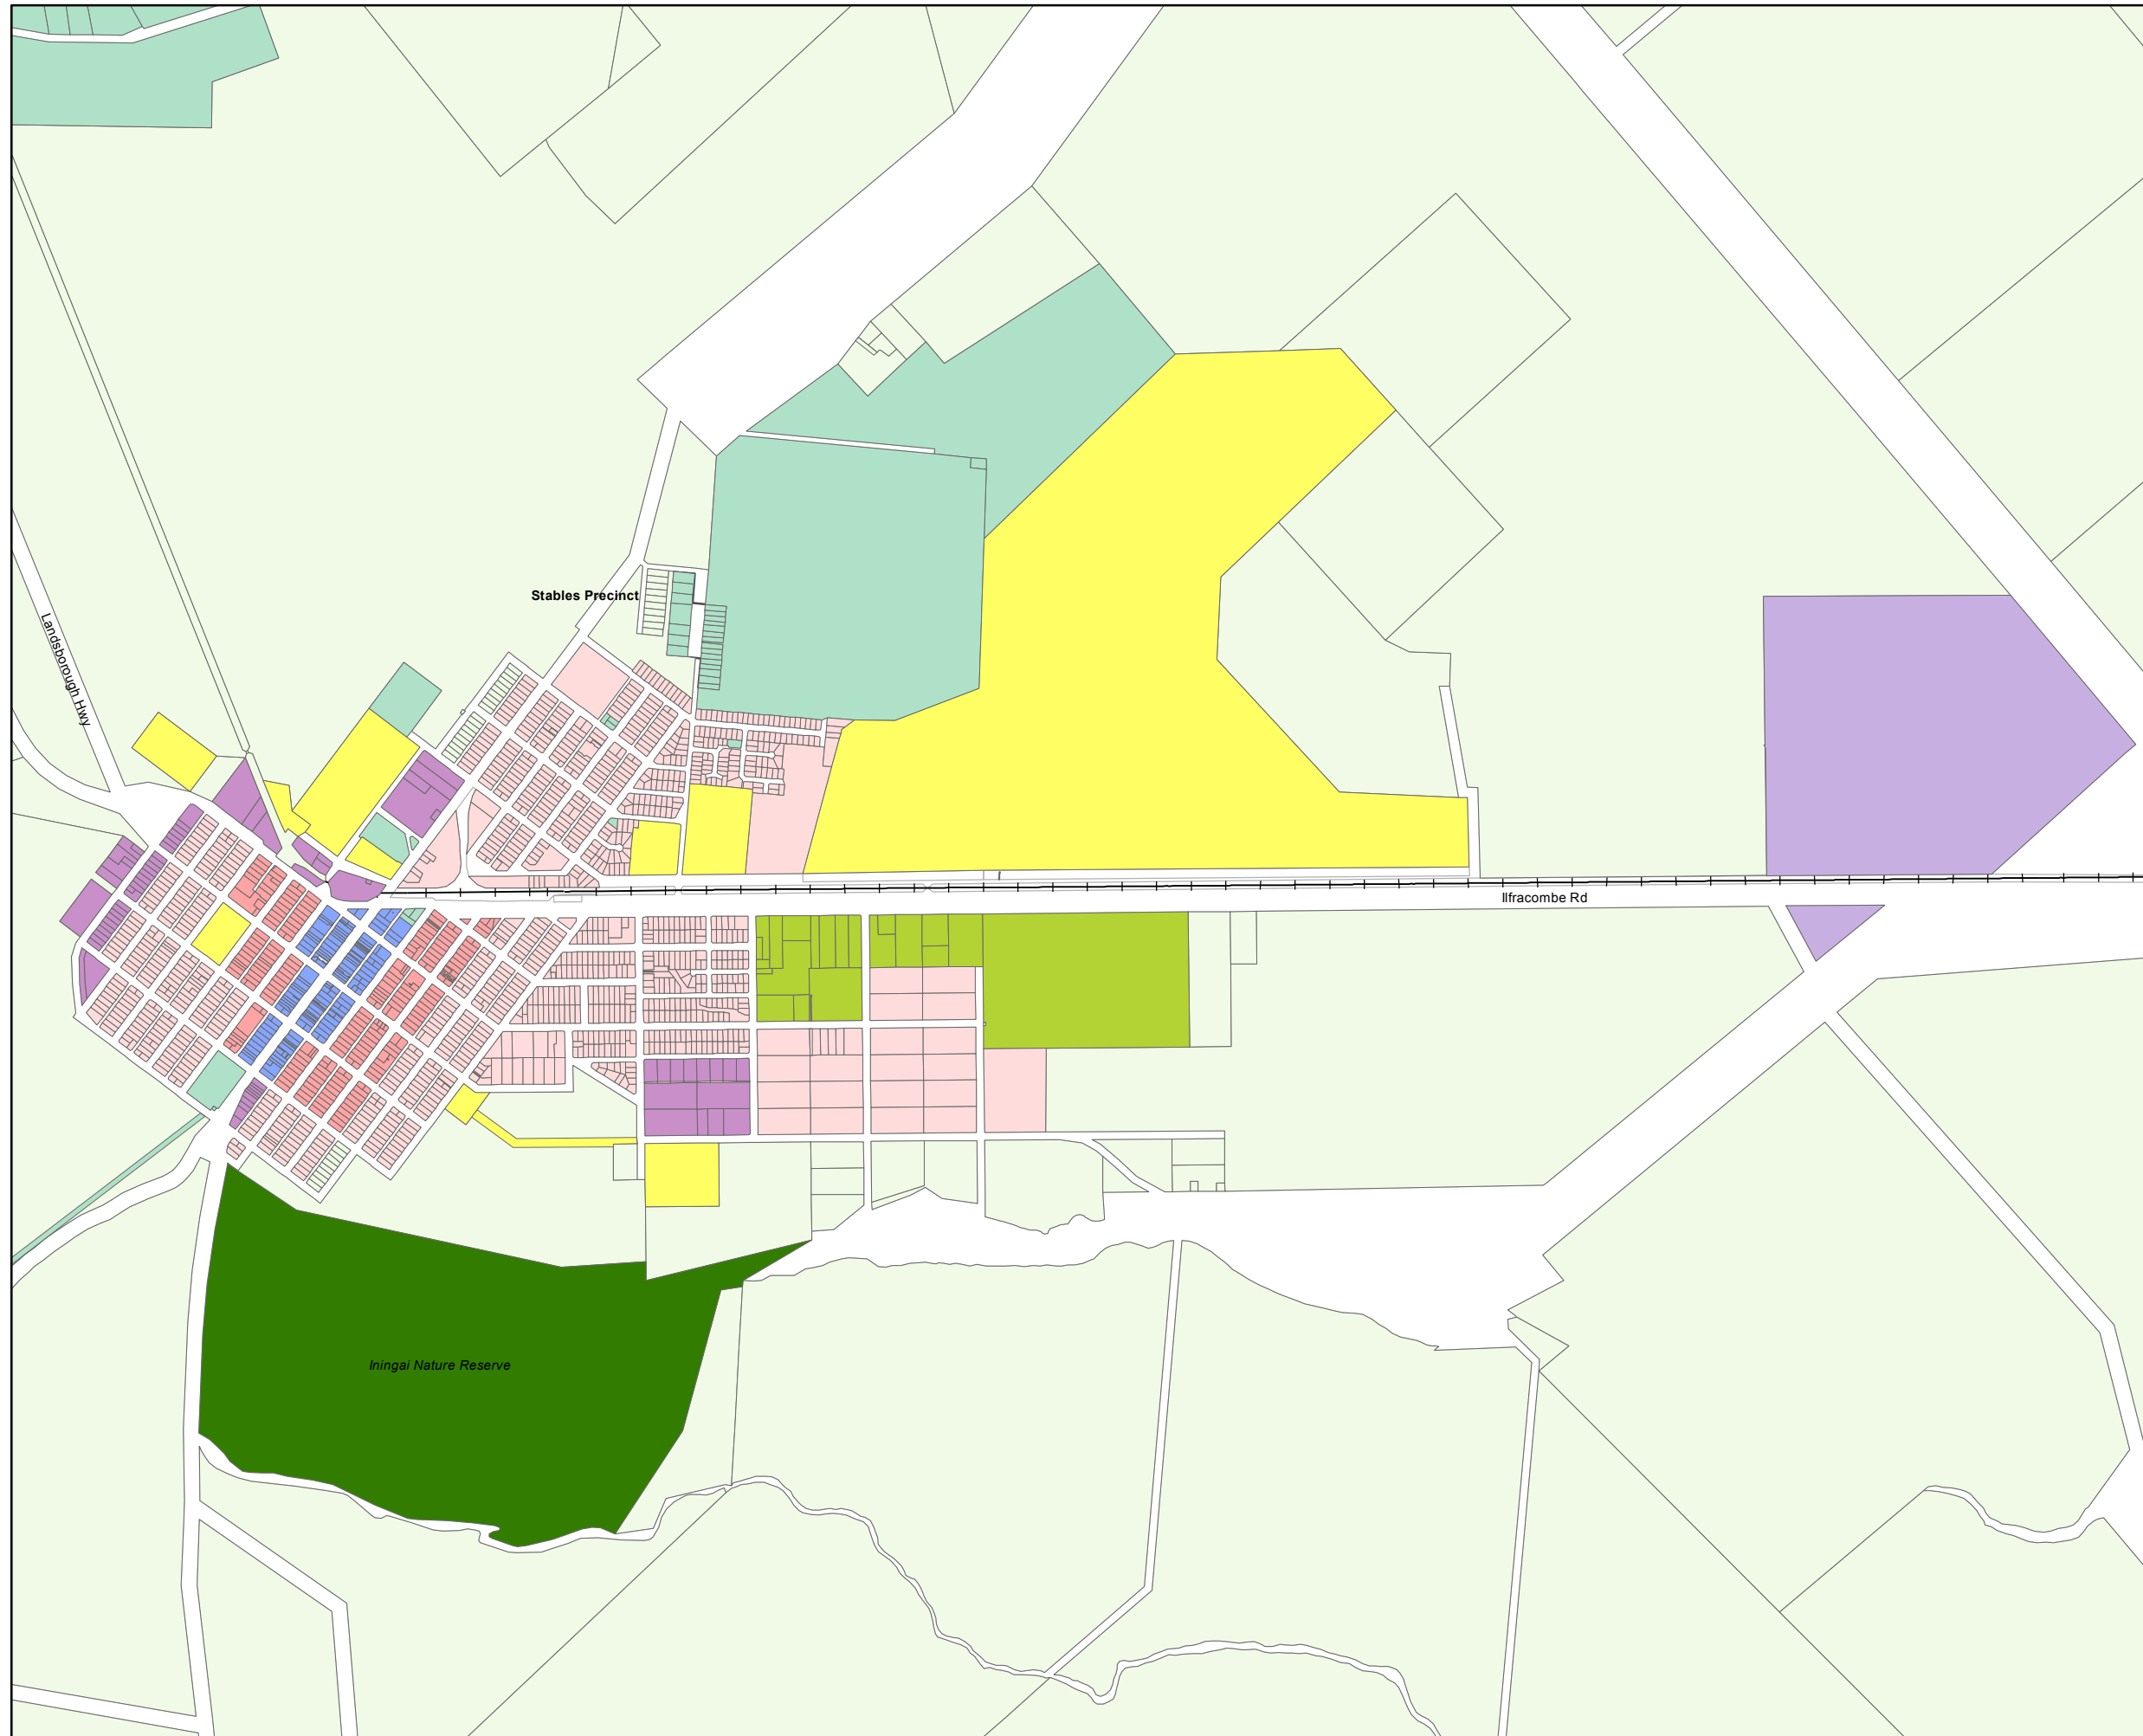 Stables Precinct
Landsborough Hwy
Ilfracombe Rd
Iningai Nature Reserve